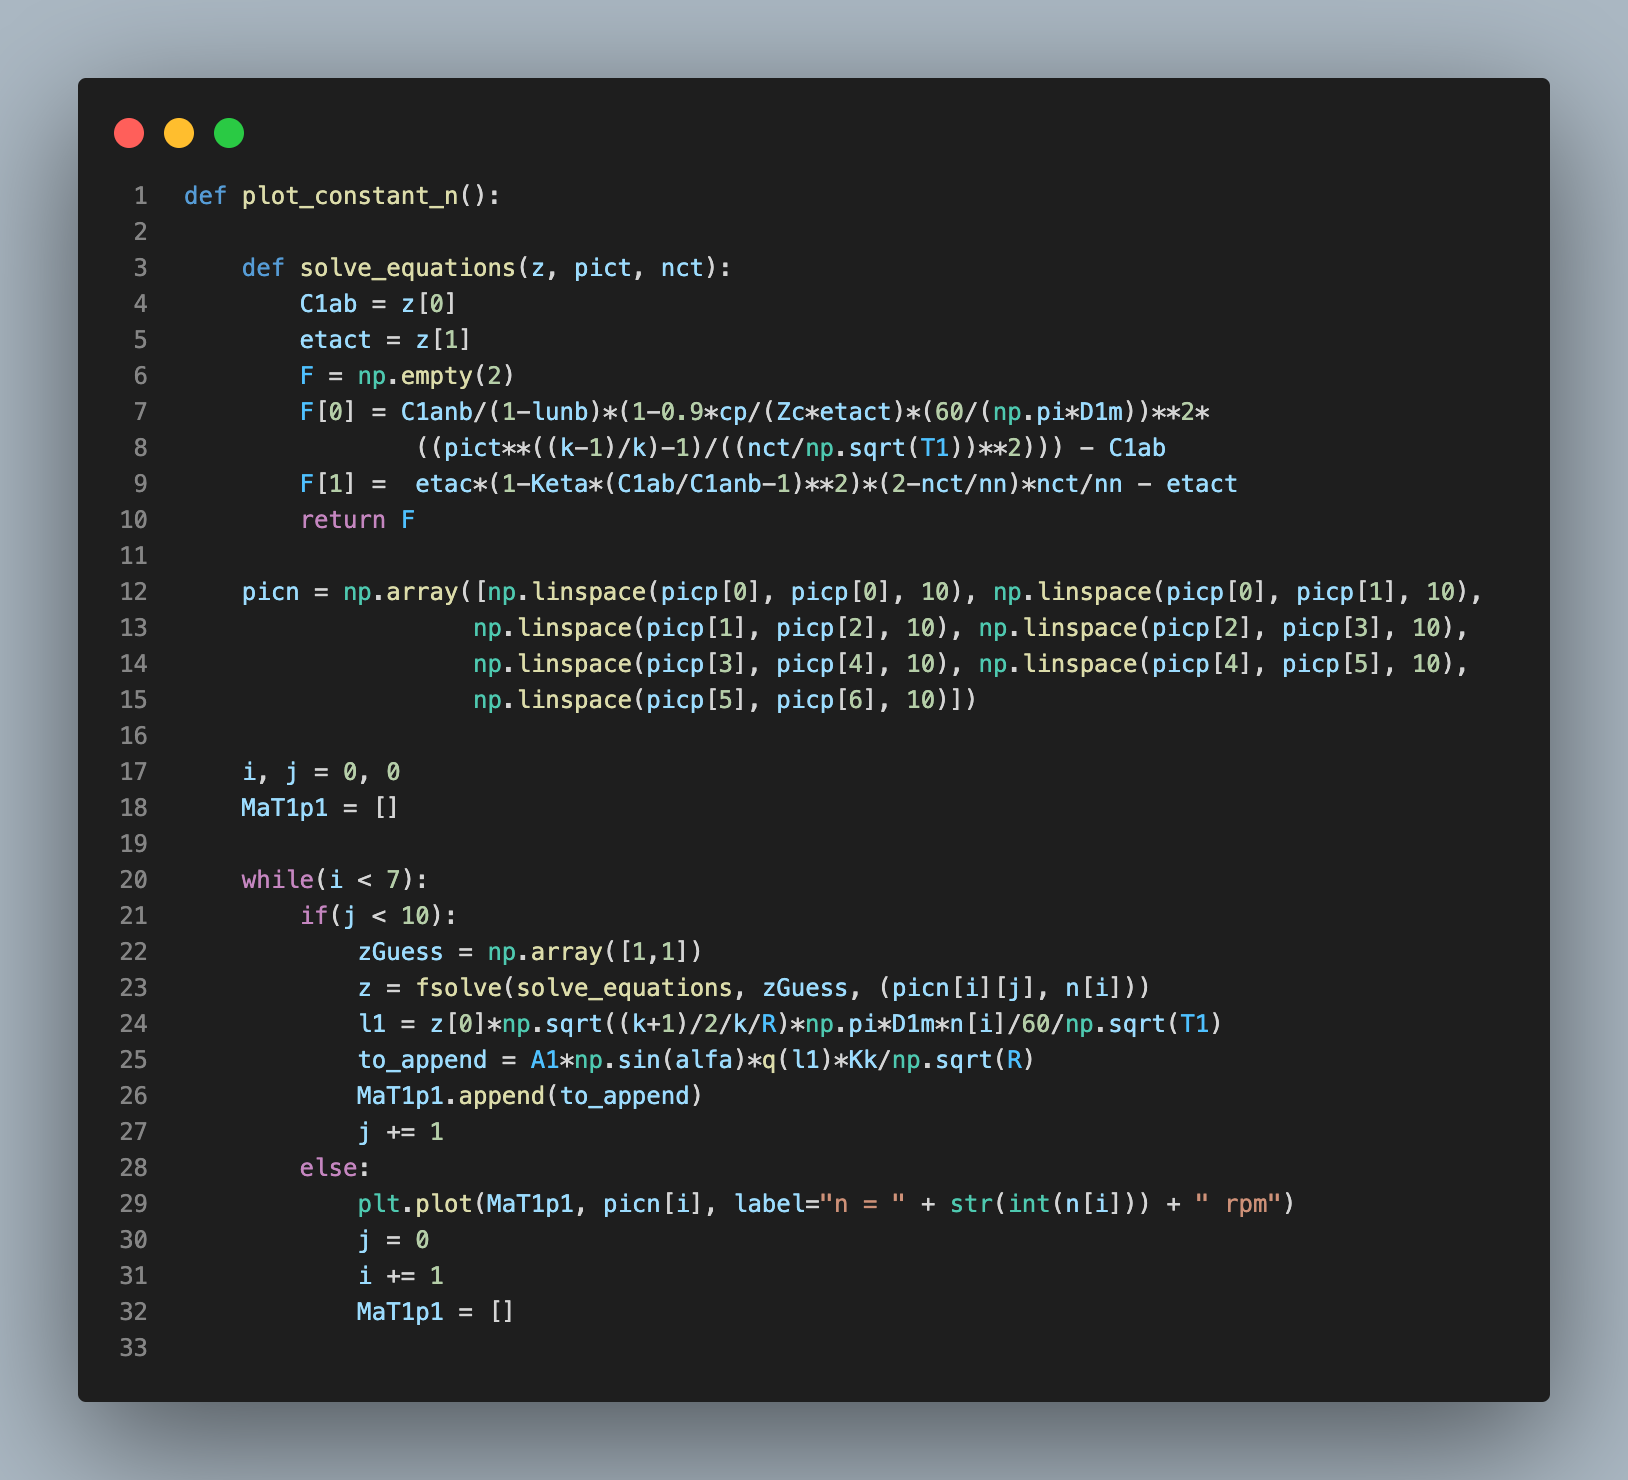 1 def plot_constant_n():
2
3 def solve_equations(z, pict, nct):
4 C1ab = z[0]
5 etact = z[1]
6 F = np.empty(2)
7 F[0] = C1anb/(1-lunb)*(1-0.9*cp/(Zc*etact)*(60/(np.pi*D1m))**2*
8 ((pict**((k-1)/k)-1)/((nct/np.sqrt(T1))**2))) - C1ab
9 F[1] =  etac*(1-Keta*(C1ab/C1anb-1)**2)*(2-nct/nn)*nct/nn - etact
10 return F
11
12 picn = np.array([np.linspace(picp[0], picp[0], 10), np.linspace(picp[0], picp[1], 10),
13 np.linspace(picp[1], picp[2], 10), np.linspace(picp[2], picp[3], 10),
14 np.linspace(picp[3], picp[4], 10), np.linspace(picp[4], picp[5], 10),
15 np.linspace(picp[5], picp[6], 10)])
16
17 i, j = 0, 0
18 MaT1p1 = []
19
20 while(i < 7):
21 if(j < 10):
22 zGuess = np.array([1,1])
23 z = fsolve(solve_equations, zGuess, (picn[i][j], n[i]))
24 l1 = z[0]*np.sqrt((k+1)/2/k/R)*np.pi*D1m*n[i]/60/np.sqrt(T1)
25 to_append = A1*np.sin(alfa)*q(l1)*Kk/np.sqrt(R)
26 MaT1p1.append(to_append)
27 j += 1
28 else:
29 plt.plot(MaT1p1, picn[i], label="n = " + str(int(n[i])) + " rpm")
30 j = 0
31 i += 1
32 MaT1p1 = []
33